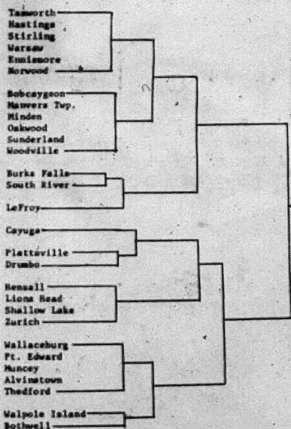 Tamworth
Hastings
Stirling
Warsaw
Ennismore
Norwood
Bobcaygeon
Manvers Twp.
Minden
Oakwood
Sunderland
Woodville
Burks Falls
South River
LeFroy
Cayuga
Plattsville
Drumbo
Hensall
Lions Head
Shallow Lake
Zurich
Wallaceburg
Pt. Edward
Muncey
Alvinstown
Thedford
Walpole Island
Bothwell